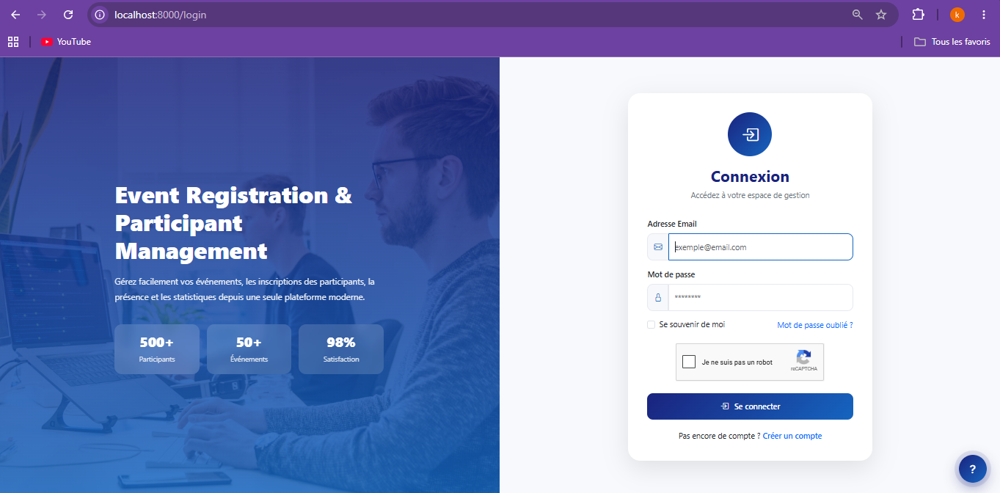 localhost:8000/login
k
YouTube
Tous les favoris
Event Registration &
Participant
Management
Gérez facilement vos événements, les inscriptions des participants, la
présence et les statistiques depuis une seule plateforme moderne.
500+
Participants
50+
Événements
98%
Satisfaction
Connexion
Accédez à votre espace de gestion
Adresse Email
exemple@email.com
Mot de passe
********
Se souvenir de moi
Mot de passe oublié ?
Je ne suis pas un robot
reCAPTCHA
Se connecter
Pas encore de compte ? Créer un compte
?